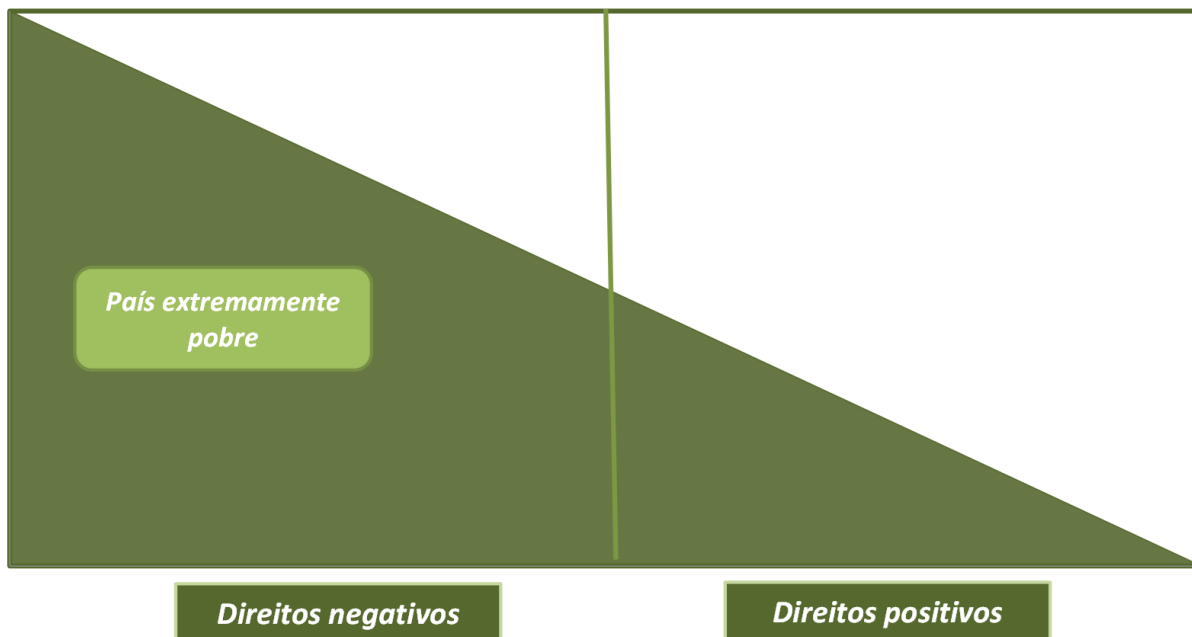 País extremamente
pobre
Direitos negativos
Direitos positivos